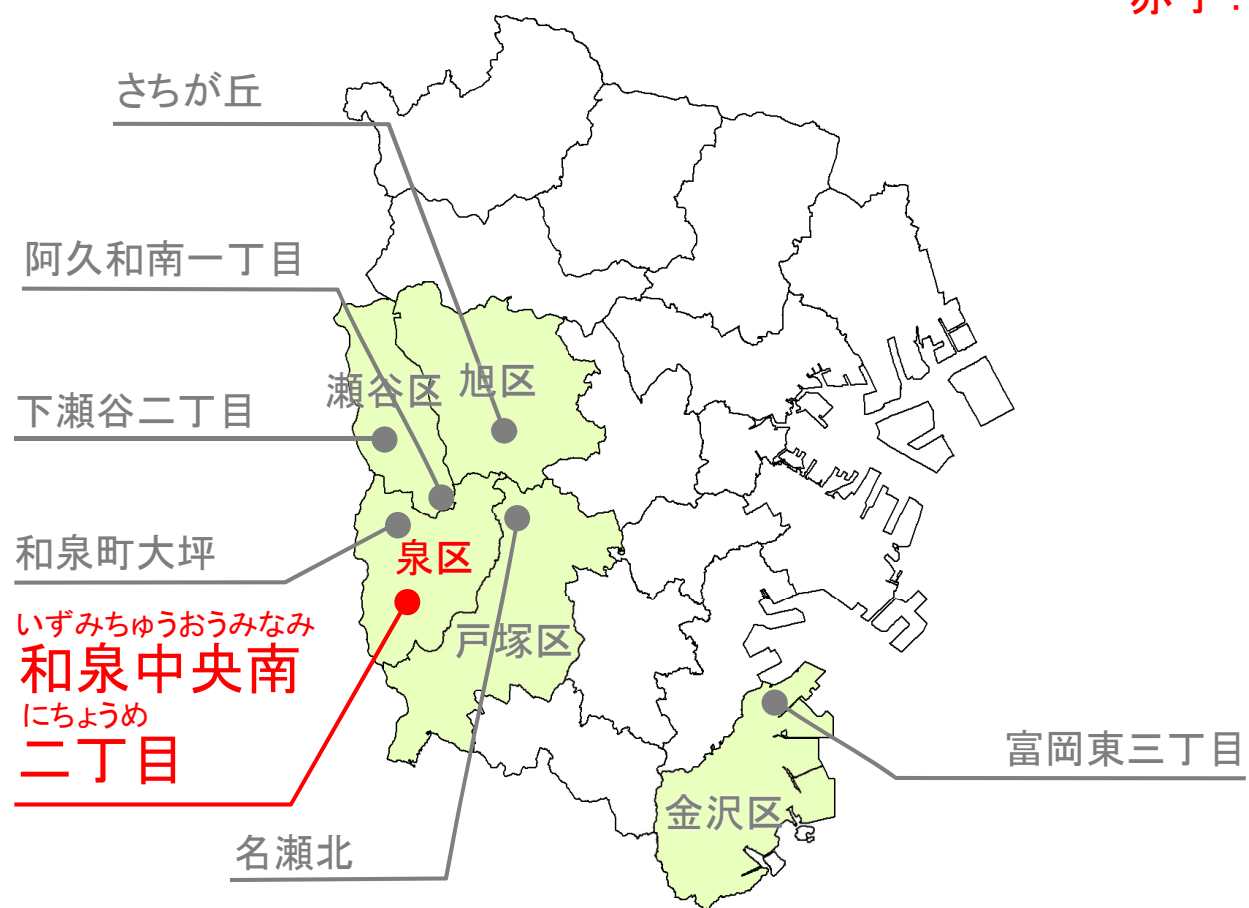 赤字:
さちが丘
阿久和南一丁目
瀬谷区
旭区
下瀬谷二丁目
和泉町大坪
泉区
いずみちゅうおうみなみ
和泉中央南
にちょうめ
二丁目
戸塚区
富岡東三丁目
金沢区
名瀬北